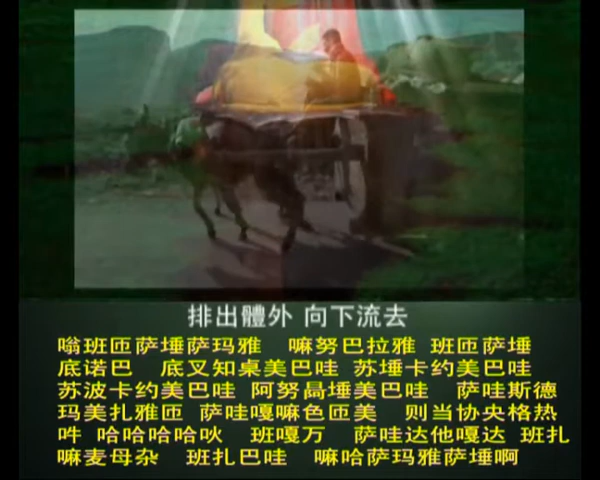 排出體外 向下流去
嗡班匝萨埵萨玛雅 嘛努巴拉雅 班匝萨埵
底诺巴 底叉知桌美巴哇 苏埵卡约美巴哇
苏波卡约美巴哇 阿努晑埵美巴哇 萨哇斯德
玛美扎雅匝 萨哇嘎嘛色匝美 则当协央格热
吽 哈哈哈哈吙 班嘎万 萨哇达他嘎达 班扎
嘛麦母杂 班扎巴哇 嘛哈萨玛雅萨埵啊